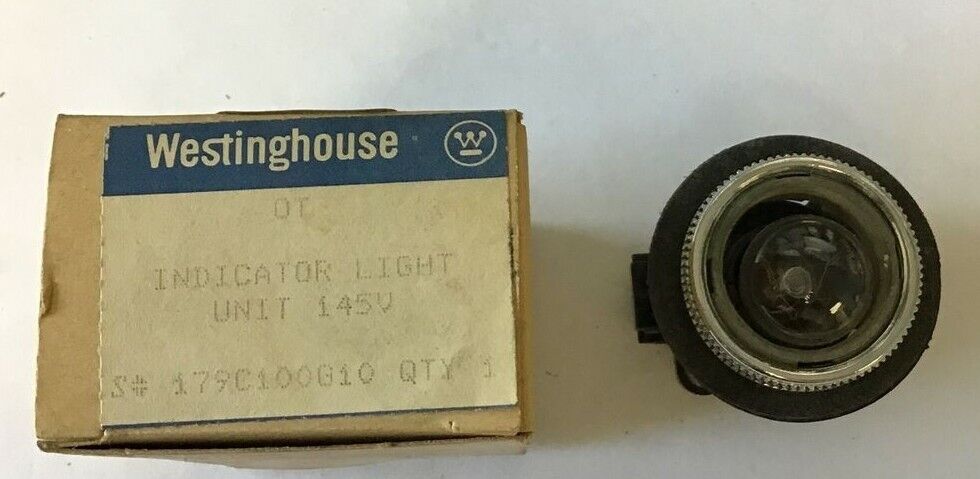 Westinghouse W
OT
INDICATOR LIGHT
UNIT 145V
S# 179C100G10 QTY 1